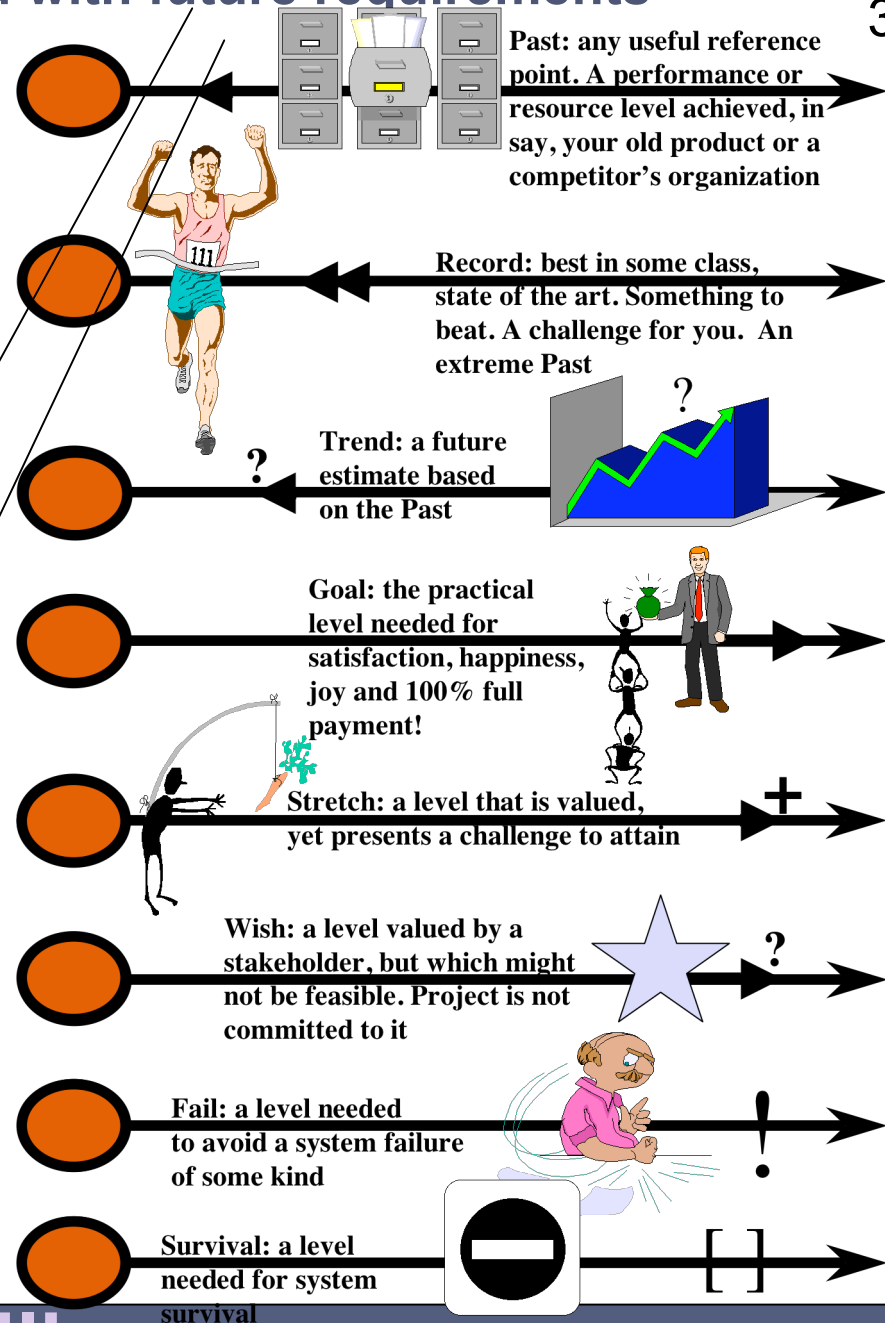 with future requirements
3
Past: any useful reference
point. A performance or
resource level achieved, in
say, your old product or a
competitor’s organization
111
Record: best in some class,
state of the art. Something to
beat. A challenge for you.  An
extreme Past
?
Trend: a future
estimate based
on the Past
?
Goal: the practical
level needed for
satisfaction, happiness,
joy and 100% full
payment!
+
Stretch: a level that is valued,
yet presents a challenge to attain
Wish: a level valued by a
stakeholder, but which might
not be feasible. Project is not
committed to it
?
Fail: a level needed
to avoid a system failure
of some kind
!
Survival: a level
needed for system
survival
[ ]